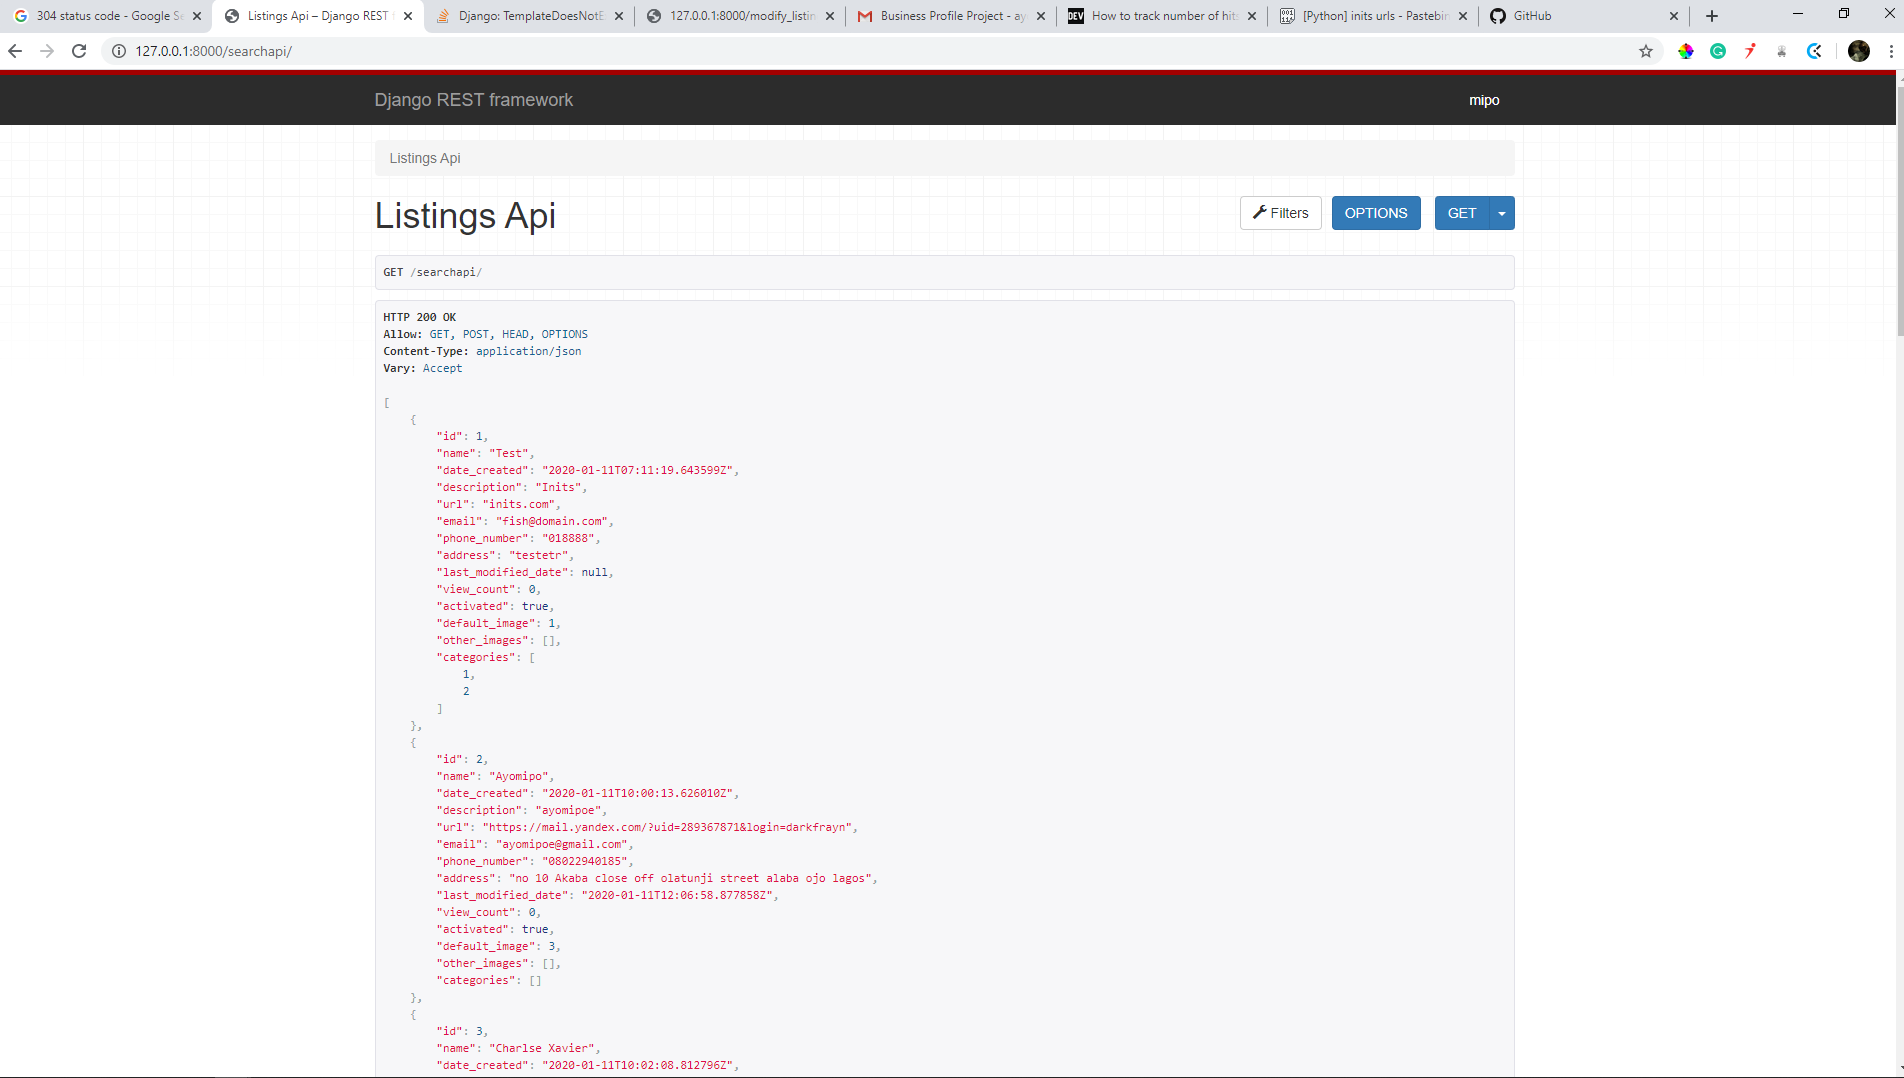 304 status code - Google Se
Listings Api – Django REST f
Django: TemplateDoesNotE
127.0.0.1:8000/modify_listin
Business Profile Project - ay
DEV How to track number of hits
[Python] inits urls - Pastebin
GitHub
127.0.0.1:8000/searchapi/
Django REST framework
mipo
Listings Api
Listings Api
Filters
OPTIONS
GET
GET /searchapi/
HTTP 200 OK
Allow: GET, POST, HEAD, OPTIONS
Content-Type: application/json
Vary: Accept
[
{
"id": 1,
"name": "Test",
"date_created": "2020-01-11T07:11:19.643599Z",
"description": "Inits",
"url": "inits.com",
"email": "fish@domain.com",
"phone_number": "018888",
"address": "testetr",
"last_modified_date": null,
"view_count": 0,
"activated": true,
"default_image": 1,
"other_images": [],
"categories": [
1,
2
]
},
{
"id": 2,
"name": "Ayomipo",
"date_created": "2020-01-11T10:00:13.626010Z",
"description": "ayomipoe",
"url": "https://mail.yandex.com/?uid=289367871&login=darkfrayn",
"email": "ayomipoe@gmail.com",
"phone_number": "08022940185",
"address": "no 10 Akaba close off olatunji street alaba ojo lagos",
"last_modified_date": "2020-01-11T12:06:58.877858Z",
"view_count": 0,
"activated": true,
"default_image": 3,
"other_images": [],
"categories": []
},
{
"id": 3,
"name": "Charlse Xavier",
"date_created": "2020-01-11T10:02:08.812796Z",